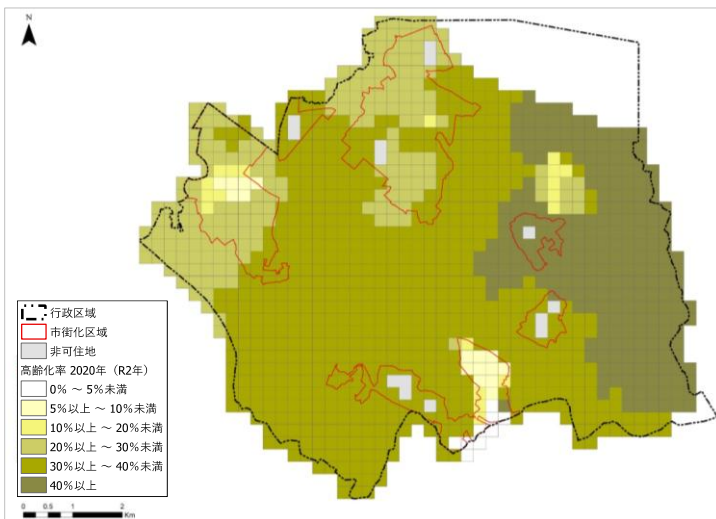 N
行政区域
市街化区域
非可住地
高齢化率 2020年（R2年）
0% ～ 5%未満
5%以上 ～ 10%未満
10%以上 ～ 20%未満
20%以上 ～ 30%未満
30%以上 ～ 40%未満
40%以上
0 0.5 1 2
Km